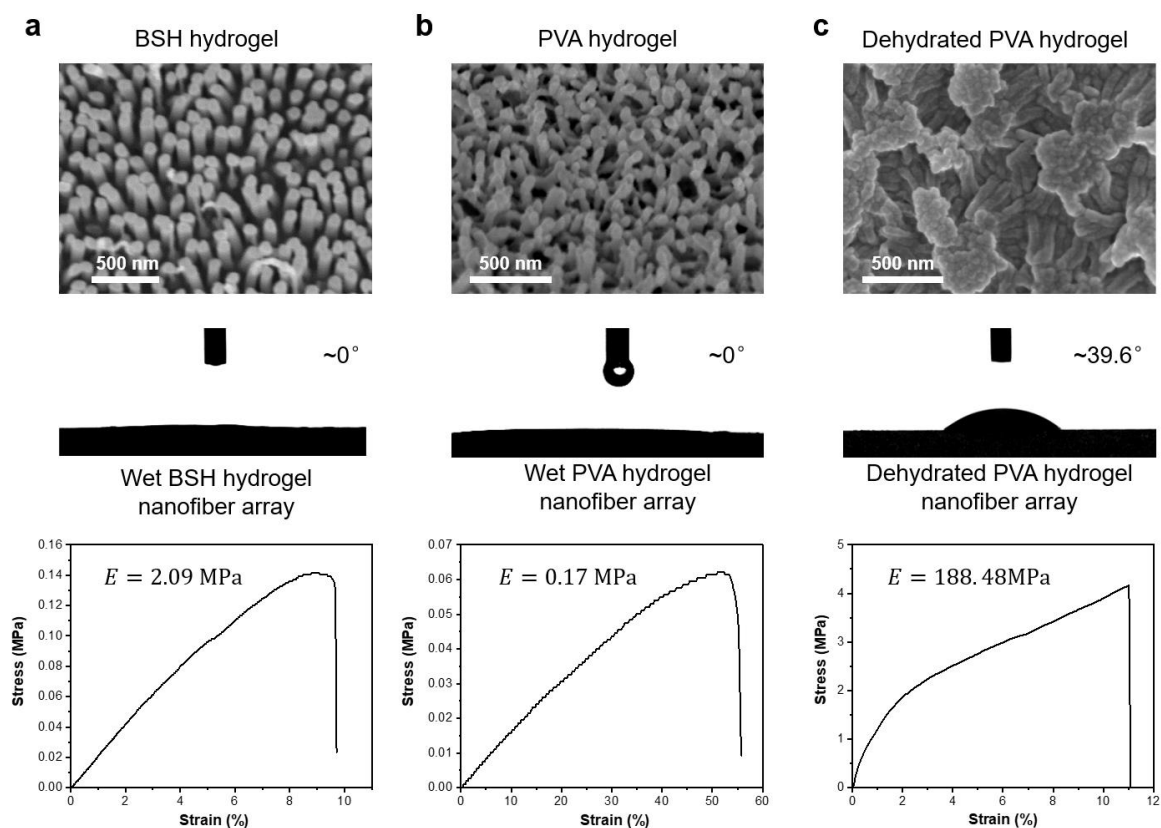 a
BSH hydrogel
500 nm
~0°
Wet BSH hydrogel
nanofiber array
E = 2.09 MPa
Stress (MPa)
0.16
0.14
0.12
0.10
0.08
0.06
0.04
0.02
0.00
0 2 4 6 8 10
Strain (%)
b
PVA hydrogel
500 nm
~0°
Wet PVA hydrogel
nanofiber array
E = 0.17 MPa
Stress (MPa)
0.07
0.06
0.05
0.04
0.03
0.02
0.01
0.00
0 10 20 30 40 50 60
Strain (%)
c
Dehydrated PVA hydrogel
500 nm
~39.6°
Dehydrated PVA hydrogel
nanofiber array
E = 188.48MPa
Stress (MPa)
5
4
3
2
1
0
0 2 4 6 8 10 12
Strain (%)